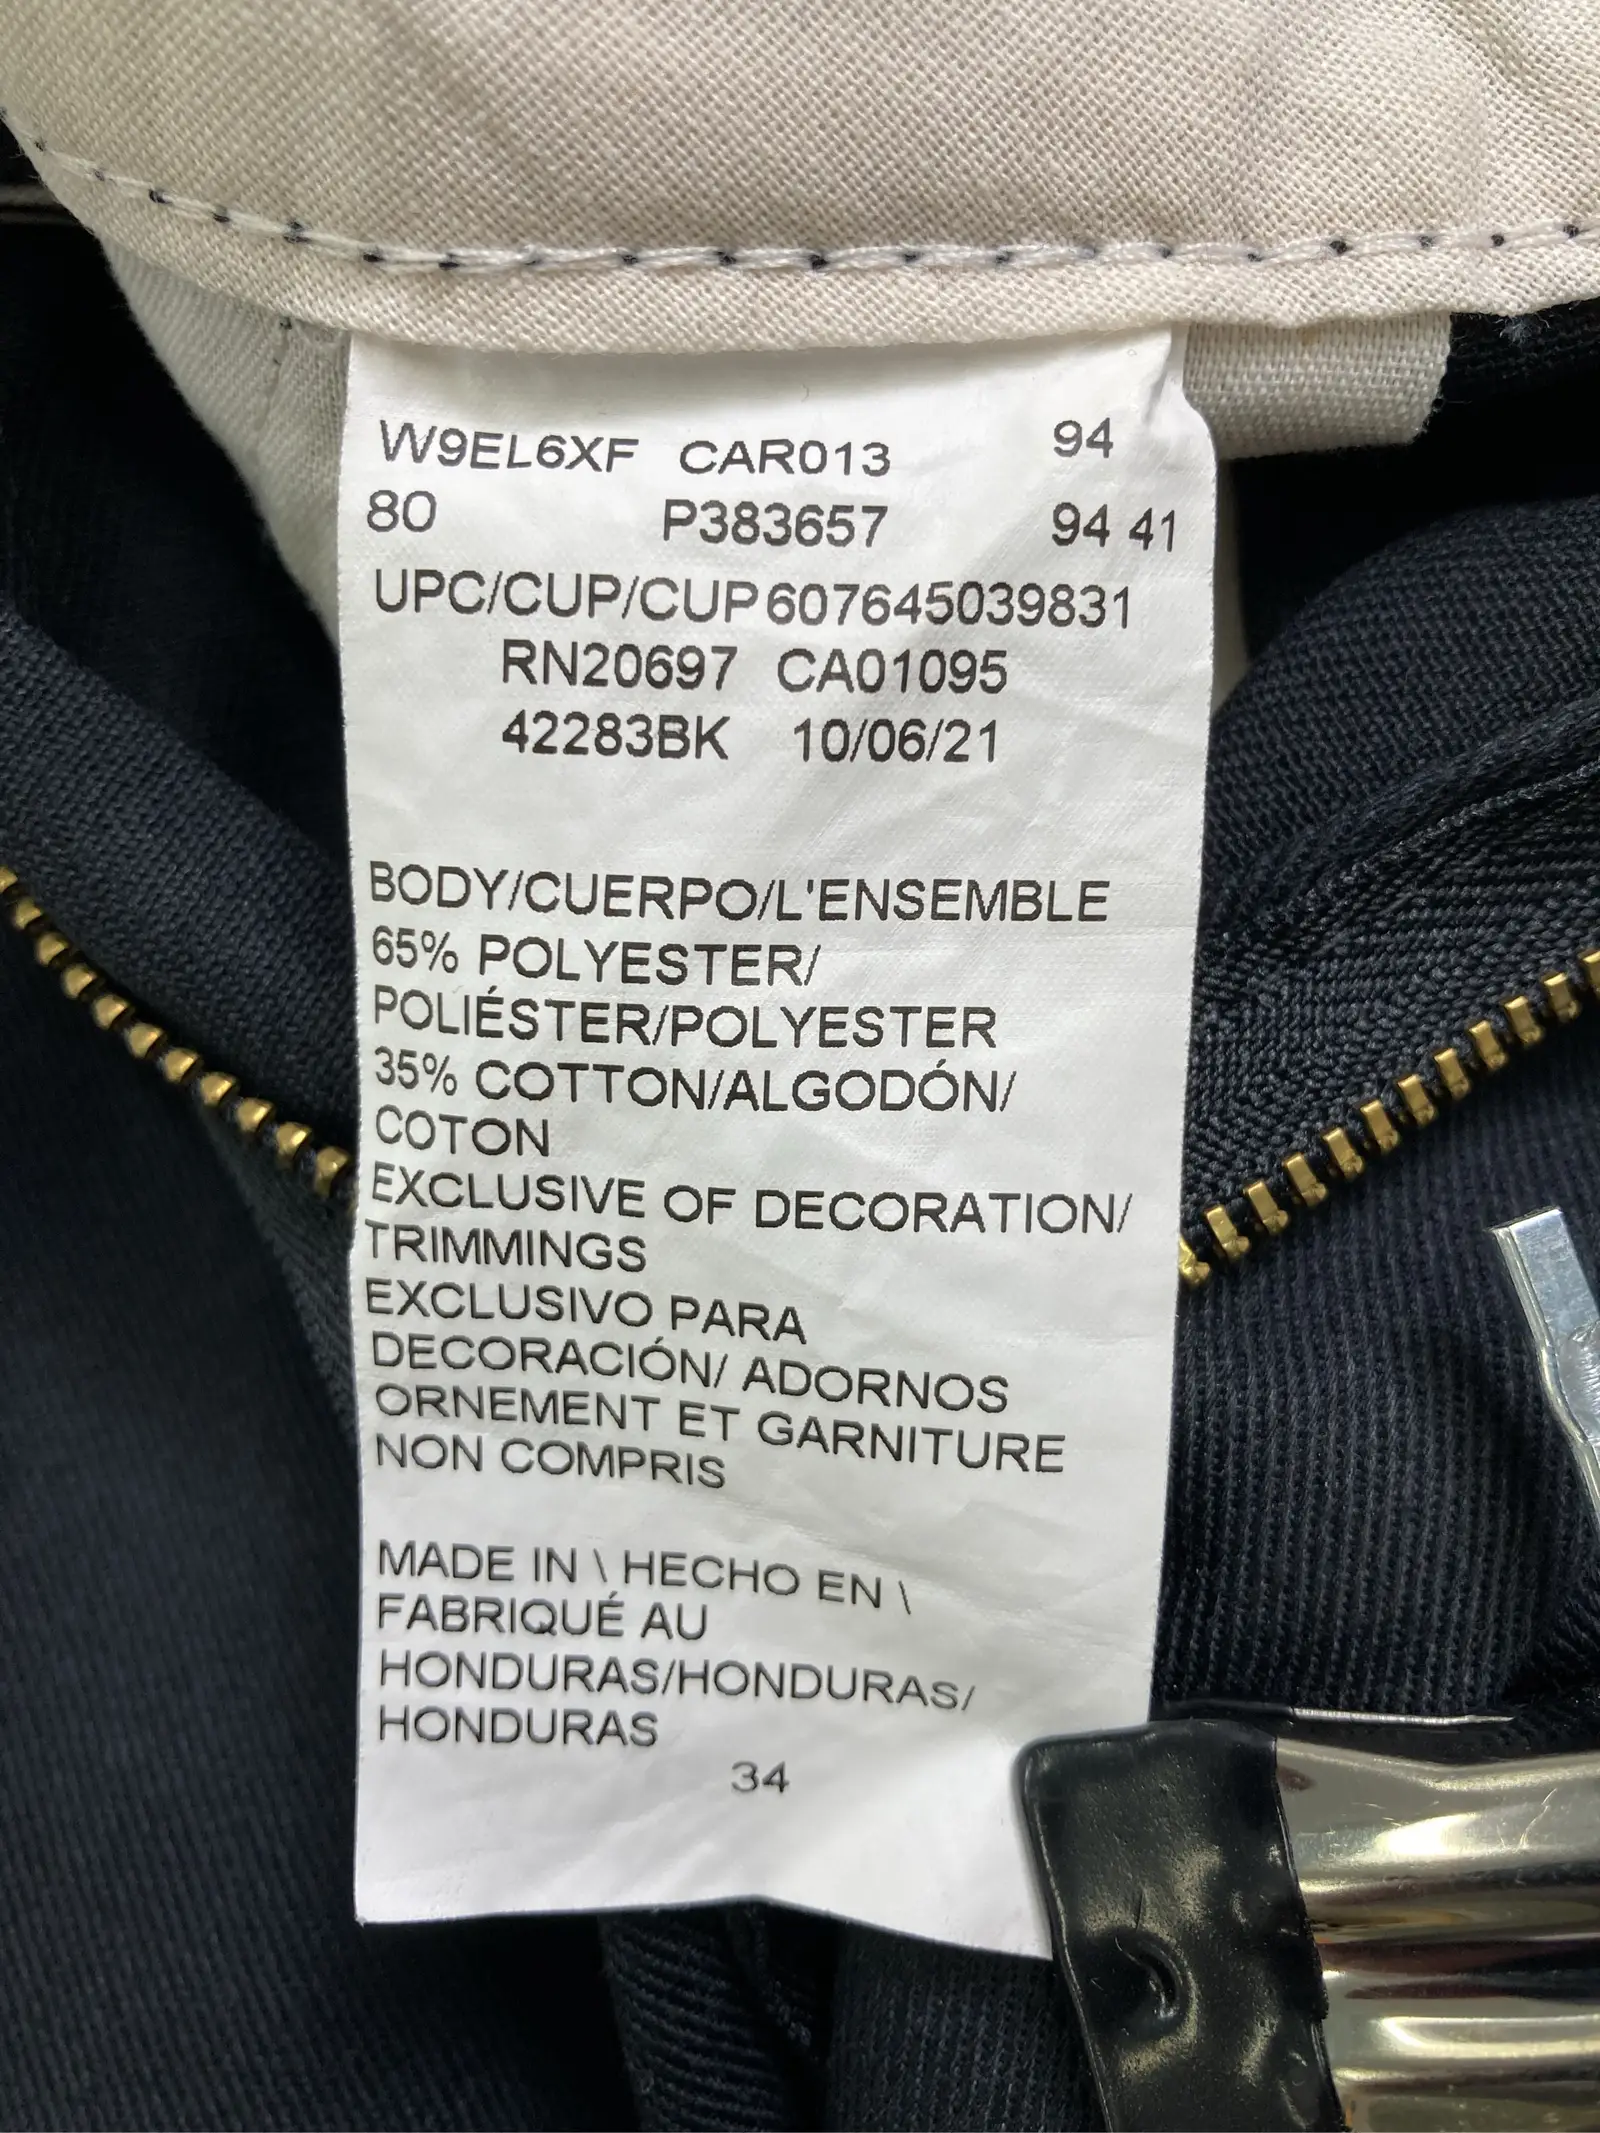 W9EL6XF CAR013 94
80 P383657 94 41
UPC/CUP/CUP607645039831
RN20697 CA01095
42283BK 10/06/21
BODY/CUERPO/L'ENSEMBLE
65% POLYESTER/
POLIÉSTER/POLYESTER
35% COTTON/ALGODÓN/
COTON
EXCLUSIVE OF DECORATION/
TRIMMINGS
EXCLUSIVO PARA
DECORACIÓN/ ADORNOS
ORNEMENT ET GARNITURE
NON COMPRIS
MADE IN \ HECHO EN \
FABRIQUÉ AU
HONDURAS/HONDURAS/
HONDURAS
34